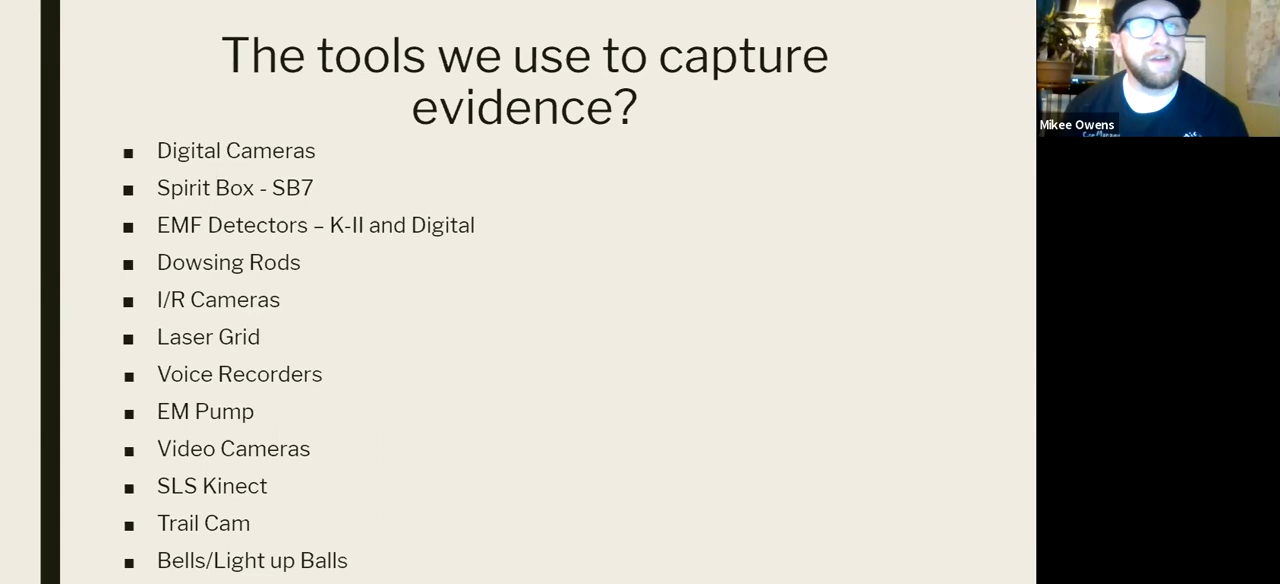 The tools we use to capture
evidence?
▪ Digital Cameras
▪ Spirit Box - SB7
▪ EMF Detectors – K-II and Digital
▪ Dowsing Rods
▪ I/R Cameras
▪ Laser Grid
▪ Voice Recorders
▪ EM Pump
▪ Video Cameras
▪ SLS Kinect
▪ Trail Cam
▪ Bells/Light up Balls
Mikee Owens